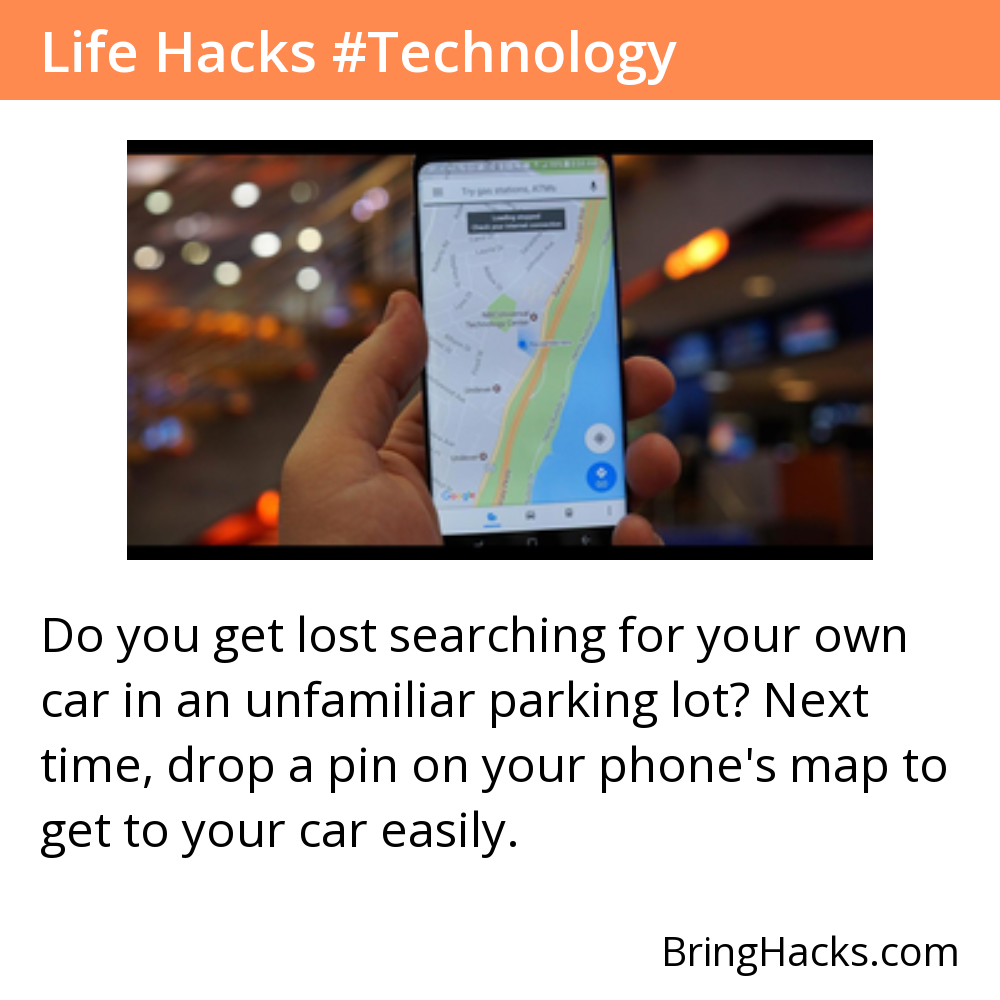 Life Hacks #Technology
Try gas stations, ATMs
Loading stopped
Check your internet connection
Technology Center
Unilever
Unilever
Google
Do you get lost searching for your own
car in an unfamiliar parking lot? Next
time, drop a pin on your phone's map to
get to your car easily.
BringHacks.com